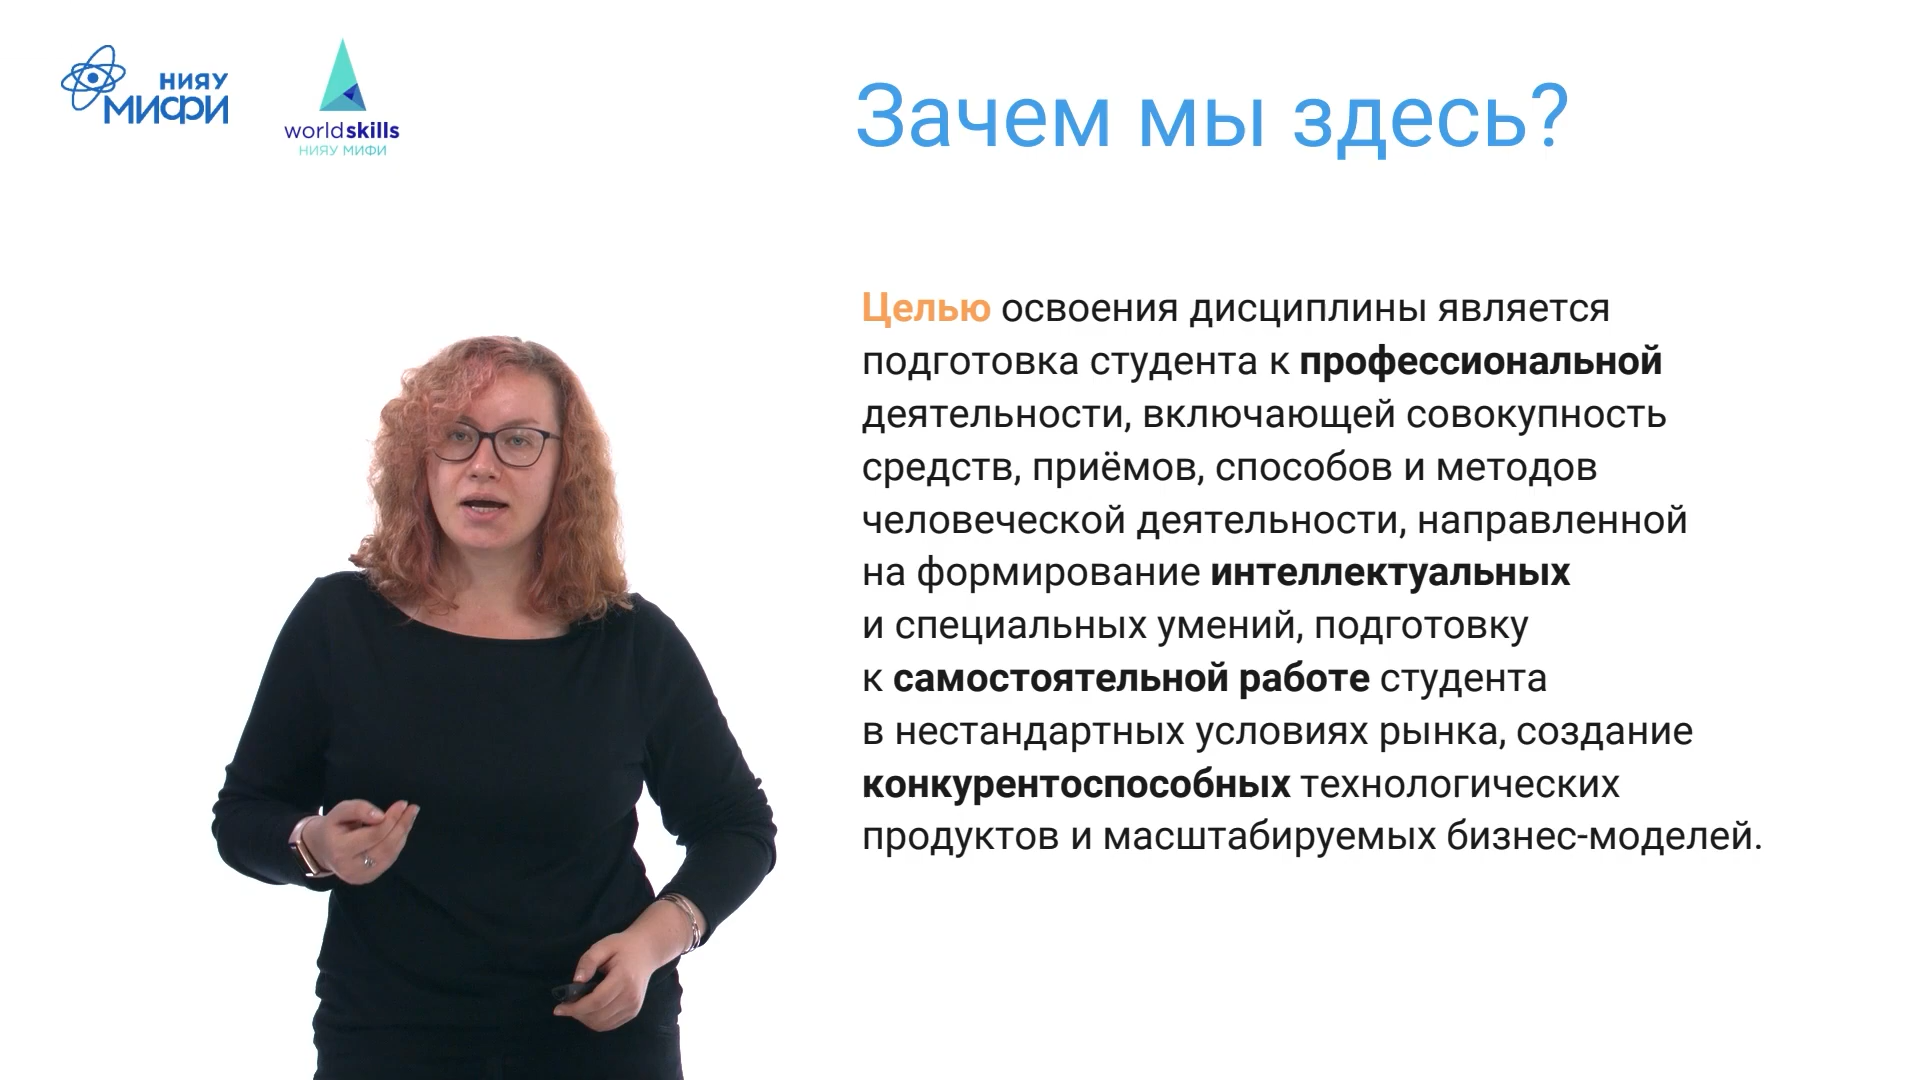 НИЯУ
МИФИ
worldskills
НИЯУ МИФИ
Зачем мы здесь?
Целью освоения дисциплины является
подготовка студента к профессиональной
деятельности, включающей совокупность
средств, приёмов, способов и методов
человеческой деятельности, направленной
на формирование интеллектуальных
и специальных умений, подготовку
к самостоятельной работе студента
в нестандартных условиях рынка, создание
конкурентоспособных технологических
продуктов и масштабируемых бизнес-моделей.